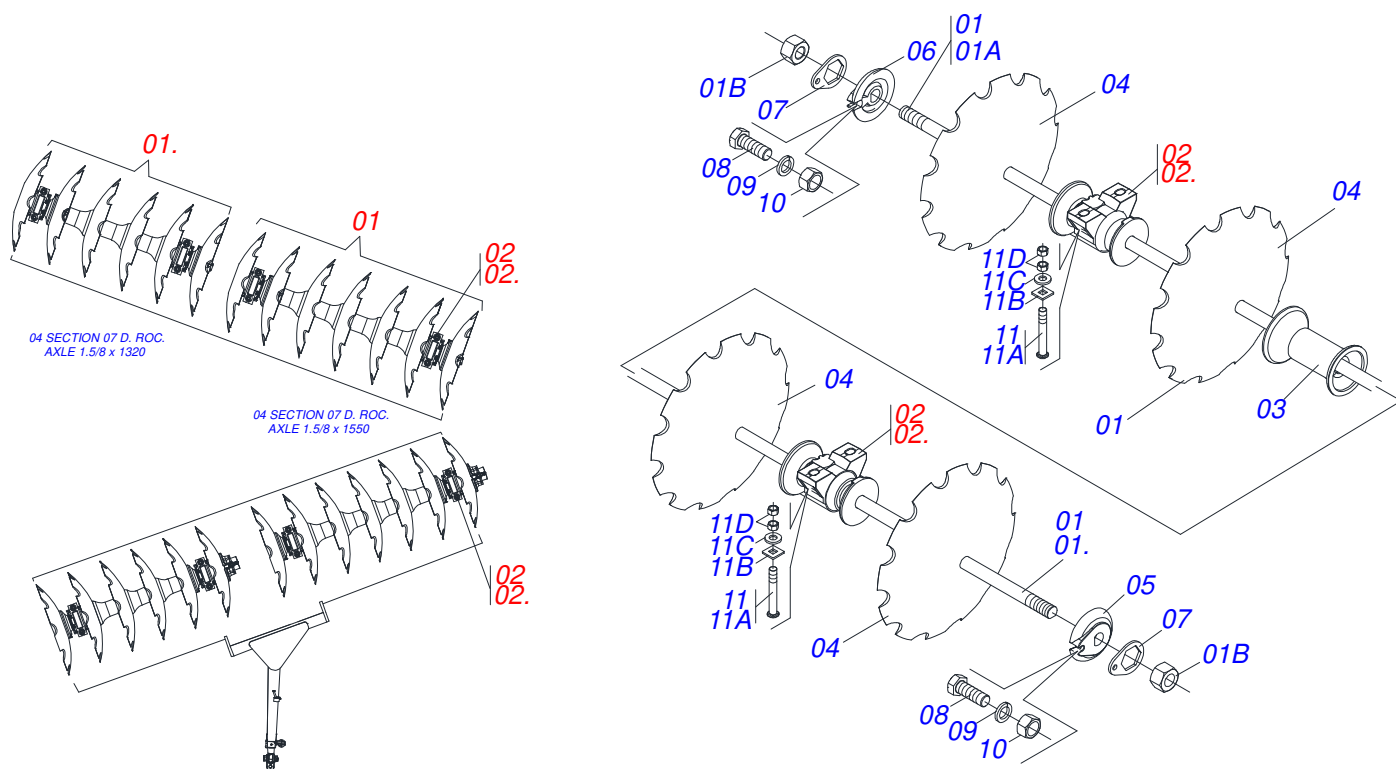 01.
01
02
02.
04 SECTION 07 D. ROC.
AXLE 1.5/8 x 1320
04 SECTION 07 D. ROC.
AXLE 1.5/8 x 1550
02
02.
01
01A
06
01B
07
04
08
09
10
02
02.
04
11D
11C
11B
11
11A
01
03
04
02
02.
11D
11C
11B
11
11A
04
01
01.
05
07
01B
08
09
10